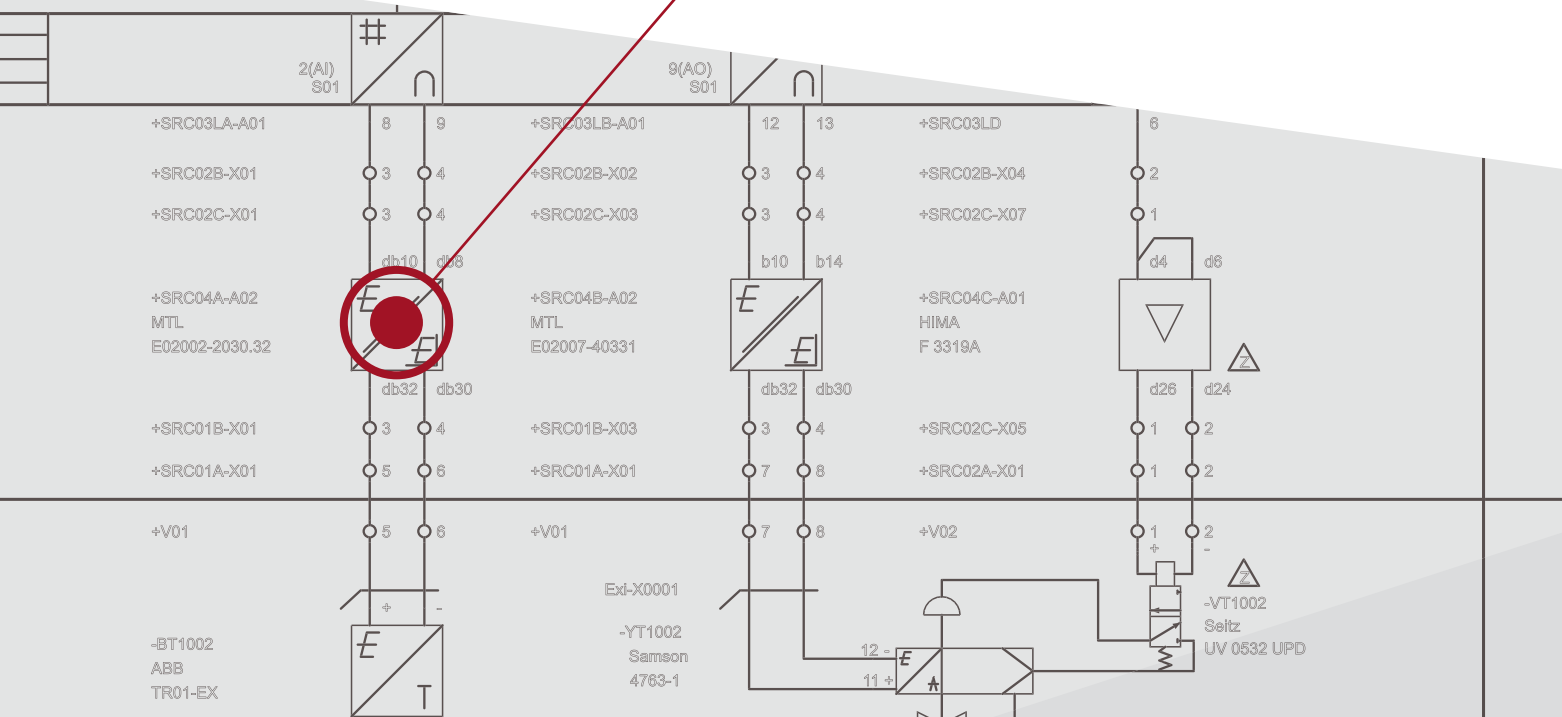 2(AI)
S01
9(AO)
S01
+SRC03LA-A01
8
9
+SRC03LB-A01
12
13
+SRC03LD
6
+SRC02B-X01
3
4
+SRC02B-X02
3
4
+SRC02B-X04
2
+SRC02C-X01
3
4
+SRC02C-X03
3
4
+SRC02C-X07
1
db10
db8
b10
b14
d4
d6
+SRC04A-A02
MTL
E02002-2030.32
E
E
+SRC04B-A02
MTL
E02007-40331
E
E
+SRC04C-A01
HIMA
F 3319A
Z
db32
db30
db32
db30
d26
d24
+SRC01B-X01
3
4
+SRC01B-X03
3
4
+SRC02C-X05
1
2
+SRC01A-X01
5
6
+SRC01A-X01
7
8
+SRC02A-X01
1
2
+V01
5
6
+V01
7
8
+V02
1
2
+ -
Z
Exi-X0001
+ -
-VT1002
Seitz
UV 0532 UPD
-BT1002
ABB
TR01-EX
E
T
-YT1002
Samson
4763-1
12 -
11 +
E
A